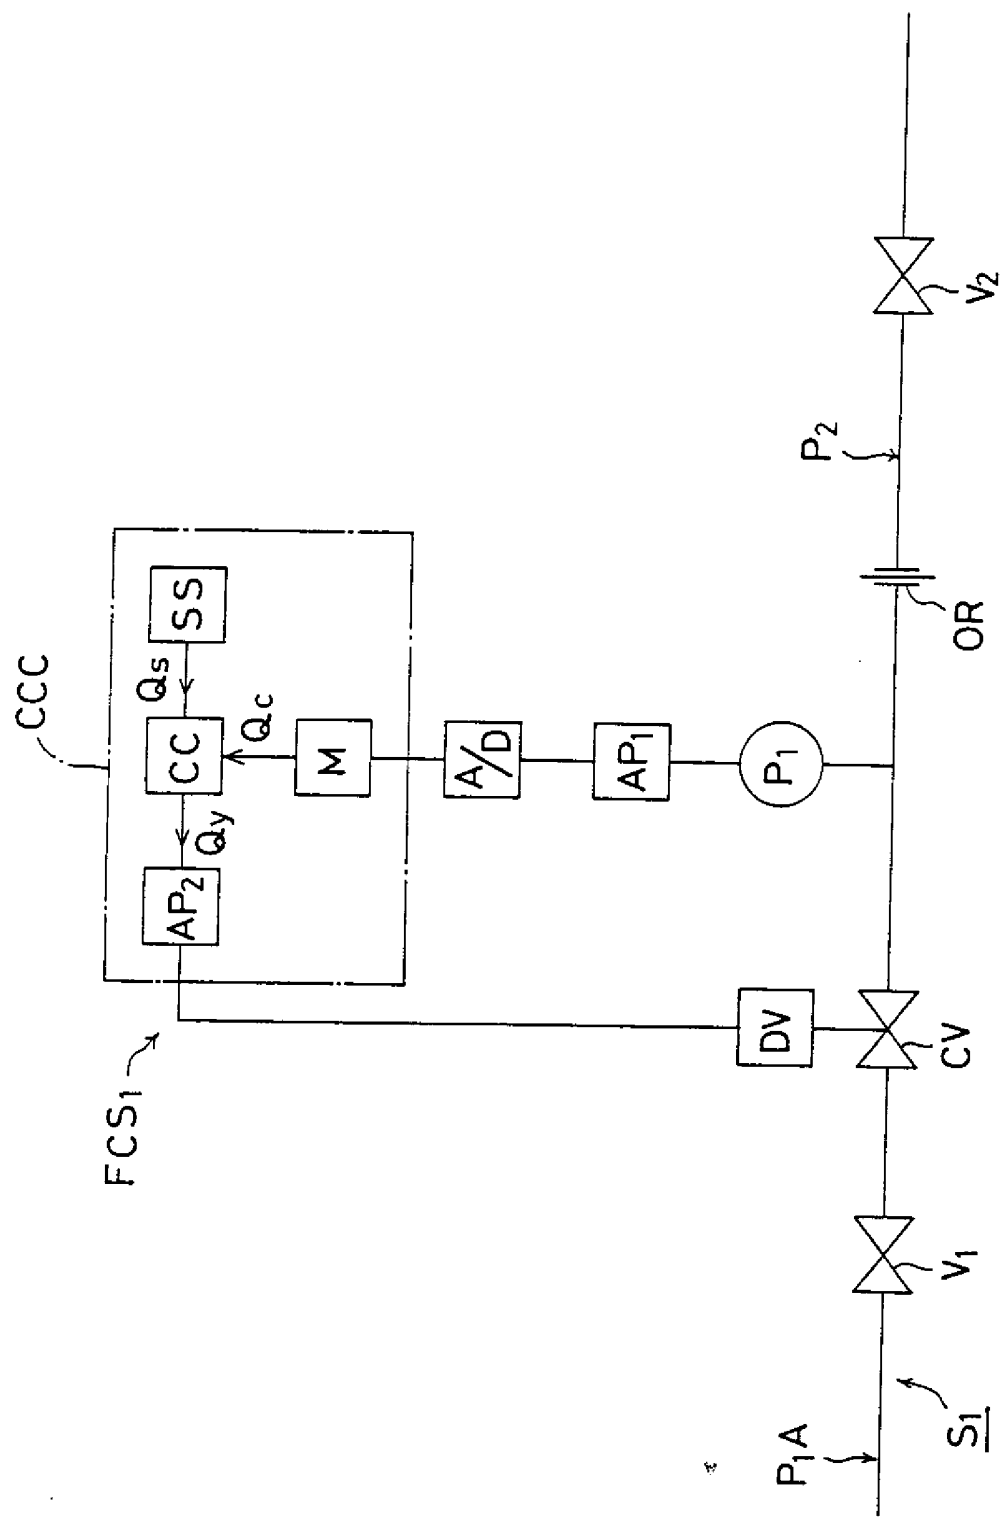 CCC
FCS₁
AP₂
Qy
CC
Qs
SS
Qc
M
A/D
AP₁
P₁
DV
P₁A
S₁
V₁
CV
OR
P₂
V₂